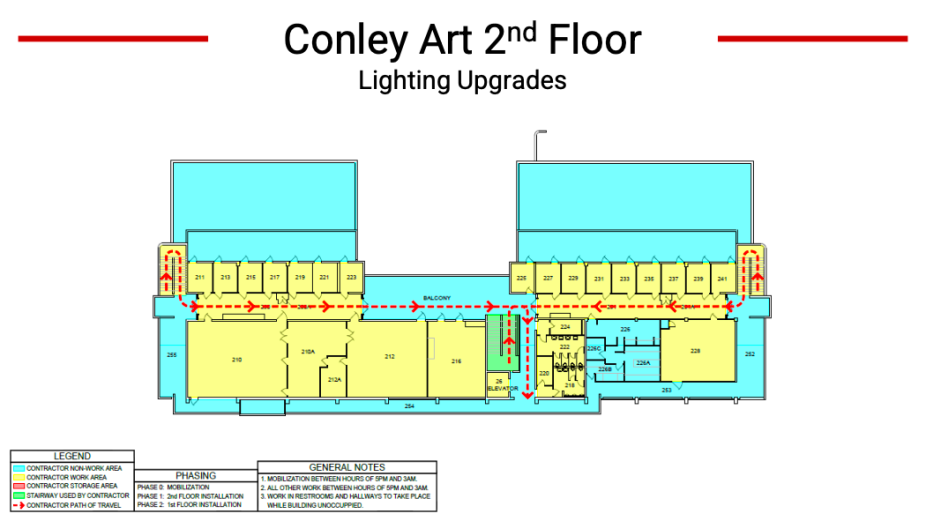 Conley Art 2nd Floor
Lighting Upgrades
211 213 215 217 219 221 223
225 227 229 231 233 235 237 239 241
BALCONY
210
210A
212A
212
216
26
ELEVATOR
224
222
220
218
226
226C
226B
226A
228
255
252
253
254
LEGEND
CONTRACTOR NON-WORK AREA
CONTRACTOR WORK AREA
CONTRACTOR STORAGE AREA
STAIRWAY USED BY CONTRACTOR
CONTRACTOR PATH OF TRAVEL
PHASING
PHASE 0: MOBILIZATION
PHASE 1: 2nd FLOOR INSTALLATION
PHASE 2: 1st FLOOR INSTALLATION
GENERAL NOTES
1. MOBILIZATION BETWEEN HOURS OF 5PM AND 3AM.
2. ALL OTHER WORK BETWEEN HOURS OF 5PM AND 3AM.
3. WORK IN RESTROOMS AND HALLWAYS TO TAKE PLACE
WHILE BUILDING UNOCCUPPIED.